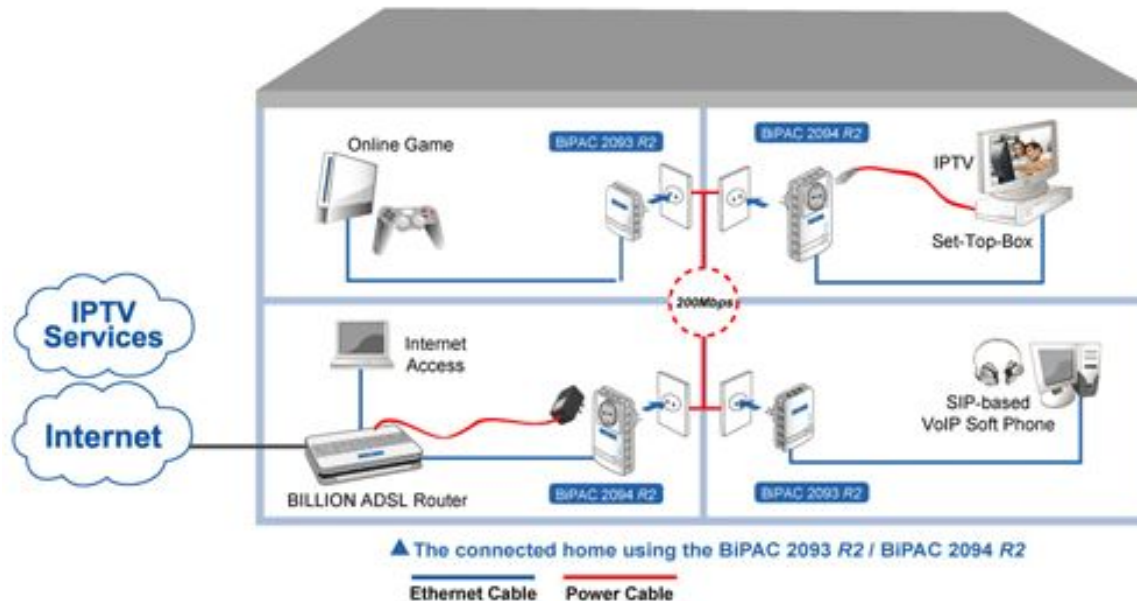 Online Game
BiPAC 2093 R2
BiPAC 2094 R2
IPTV
Set-Top-Box
200Mbps
IPTV
Services
Internet
Internet
Access
BILLION ADSL Router
BiPAC 2094 R2
SIP-based
VoIP Soft Phone
BiPAC 2093 R2
The connected home using the BiPAC 2093 R2 / BiPAC 2094 R2
Ethernet Cable
Power Cable